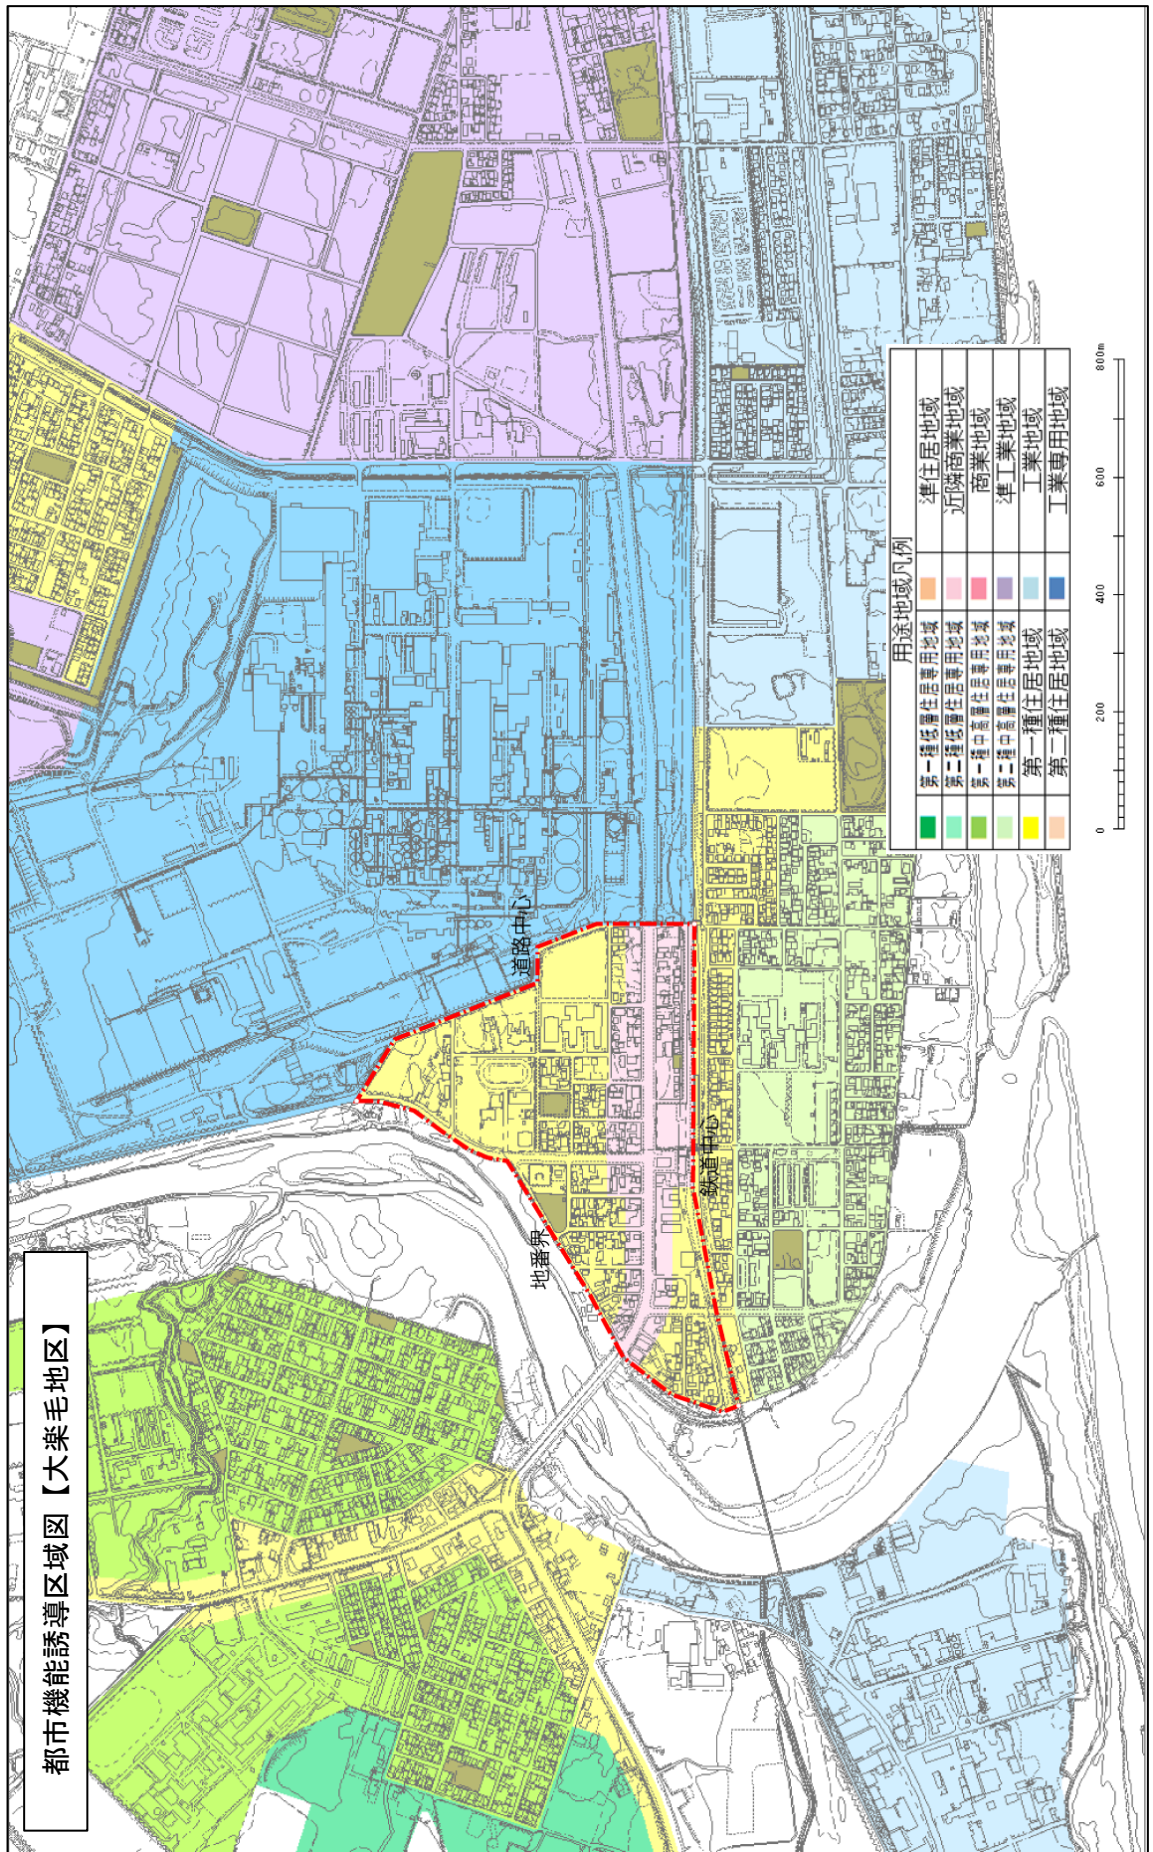 都市機能誘導区域図【大楽毛地区】
道路中心
地番界
鉄道中心
用途地域凡例
第一種低層住居専用地域 準住居地域
第二種低層住居専用地域 近隣商業地域
第一種中高層住居専用地域 商業地域
第二種中高層住居専用地域 準工業地域
第一種住居地域 工業地域
第二種住居地域 工業専用地域
0 200 400 600 800m